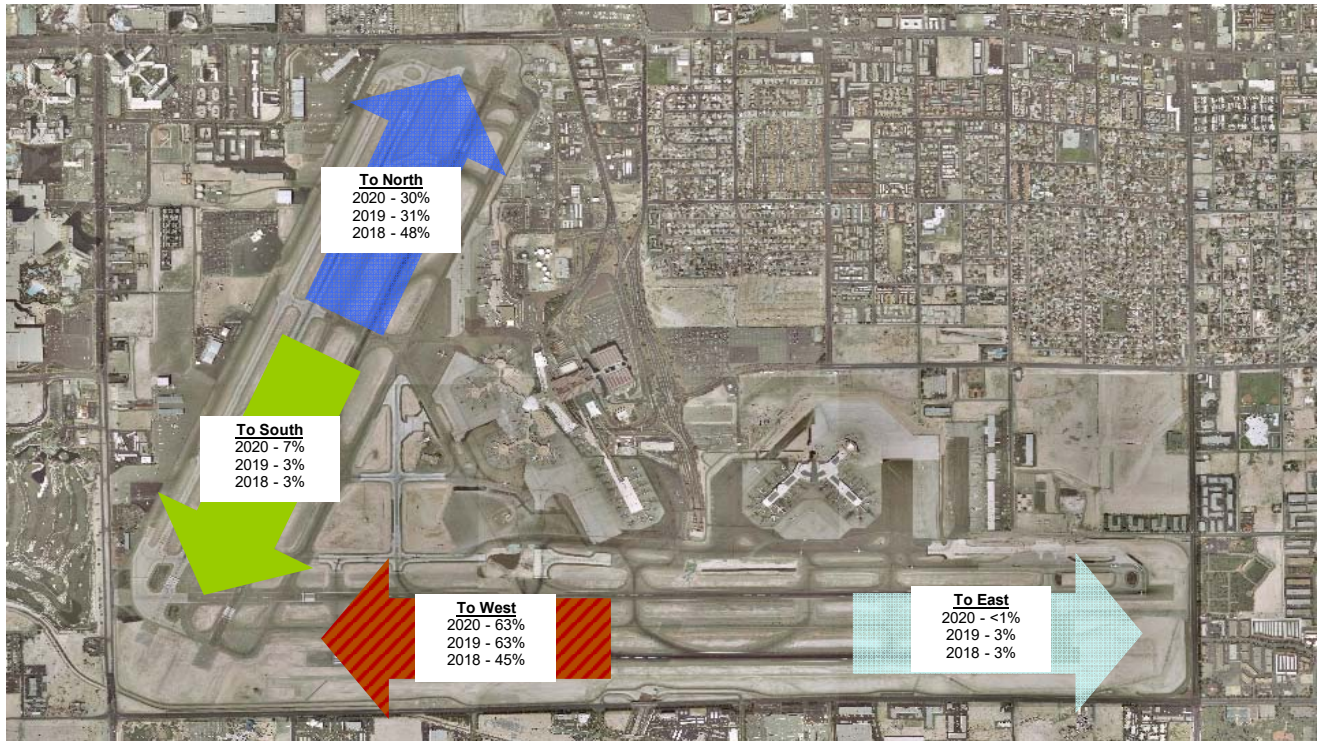 To North
2020 - 30%
2019 - 31%
2018 - 48%
To South
2020 - 7%
2019 - 3%
2018 - 3%
To West
2020 - 63%
2019 - 63%
2018 - 45%
To East
2020 - <1%
2019 - 3%
2018 - 3%